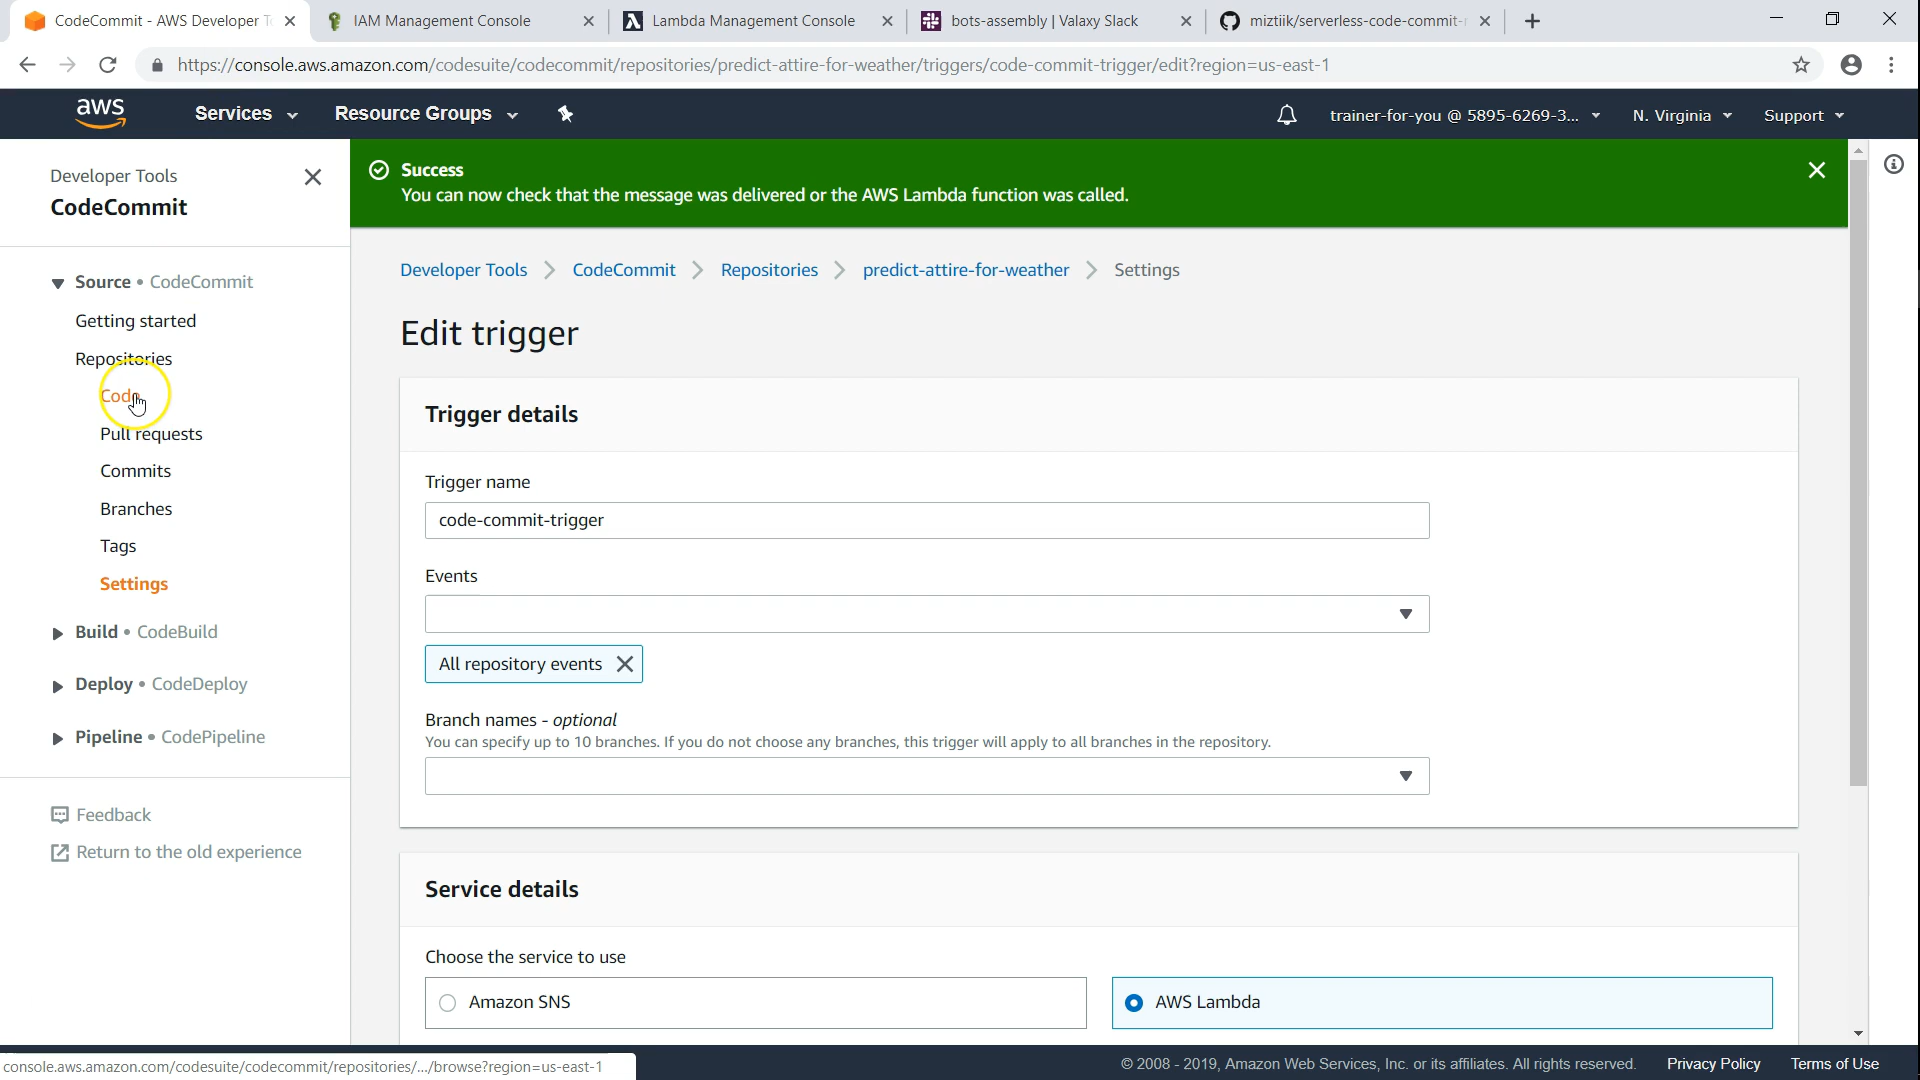 CodeCommit - AWS Developer To
IAM Management Console
Lambda Management Console
bots-assembly | Valaxy Slack
miztiik/serverless-code-commit-r
https://console.aws.amazon.com/codesuite/codecommit/repositories/predict-attire-for-weather/triggers/code-commit-trigger/edit?region=us-east-1
aws
Services
Resource Groups
trainer-for-you @ 5895-6269-3...
N. Virginia
Support
Developer Tools
CodeCommit
Source • CodeCommit
Getting started
Repositories
Code
Pull requests
Commits
Branches
Tags
Settings
Build • CodeBuild
Deploy • CodeDeploy
Pipeline • CodePipeline
Feedback
Return to the old experience
Success
You can now check that the message was delivered or the AWS Lambda function was called.
Developer Tools > CodeCommit > Repositories > predict-attire-for-weather > Settings
Edit trigger
Trigger details
Trigger name
code-commit-trigger
Events
All repository events
Branch names - optional
You can specify up to 10 branches. If you do not choose any branches, this trigger will apply to all branches in the repository.
Service details
Choose the service to use
Amazon SNS
AWS Lambda
console.aws.amazon.com/codesuite/codecommit/repositories/.../browse?region=us-east-1
© 2008 - 2019, Amazon Web Services, Inc. or its affiliates. All rights reserved.
Privacy Policy
Terms of Use